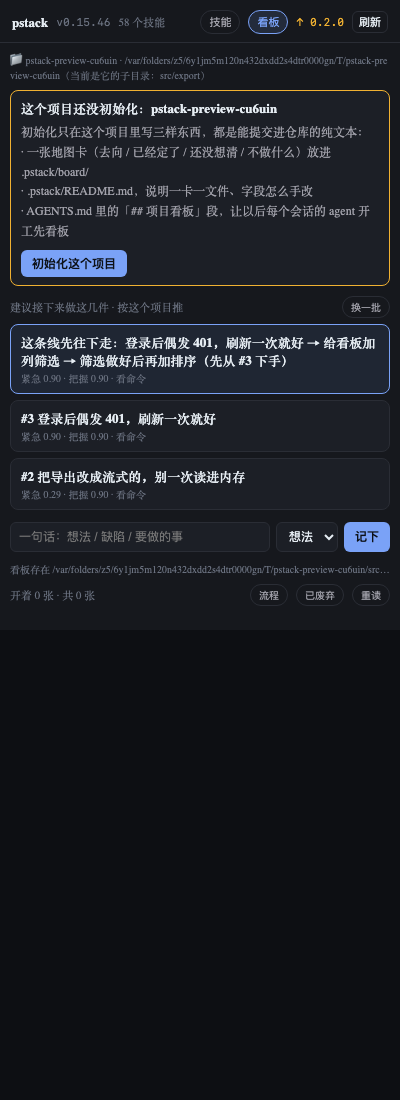 pstack v0.15.46 58 个技能 技能 看板 ↑ 0.2.0 刷新
pstack-preview-cu6uin · /var/folders/z5/6y1jm5m120n432dxdd2s4dtr0000gn/T/pstack-pre
view-cu6uin（当前是它的子目录：src/export）
这个项目还没初始化：pstack-preview-cu6uin
初始化只在这个项目里写三样东西，都是能提交进仓库的纯文本：
· 一张地图卡（去向 / 已经定了 / 还没想清 / 不做什么）放进
.pstack/board/
· .pstack/README.md，说明一卡一文件、字段怎么手改
· AGENTS.md 里的「## 项目看板」段，让以后每个会话的 agent 开
工先看板
初始化这个项目
建议接下来做这几件 · 按这个项目推 换一批
这条线先往下走：登录后偶发 401，刷新一次就好 → 给看板加
列筛选 → 筛选做好后再加排序（先从 #3 下手）
紧急 0.90 · 把握 0.90 · 看命令
#3 登录后偶发 401，刷新一次就好
紧急 0.90 · 把握 0.90 · 看命令
#2 把导出改成流式的，别一次读进内存
紧急 0.29 · 把握 0.90 · 看命令
一句话：想法 / 缺陷 / 要做的事 想法 记下
看板存在 /var/folders/z5/6y1jm5m120n432dxdd2s4dtr0000gn/T/pstack-preview-cu6uin/src…
开着 0 张 · 共 0 张 流程 已废弃 重读